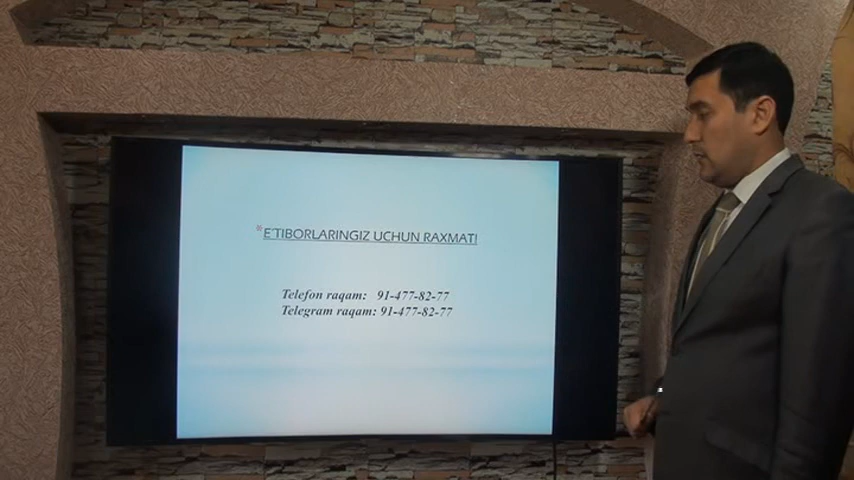 *E'TIBORLARINGIZ UCHUN RAXMAT!
Telefon raqam: 91-477-82-77
Telegram raqam: 91-477-82-77